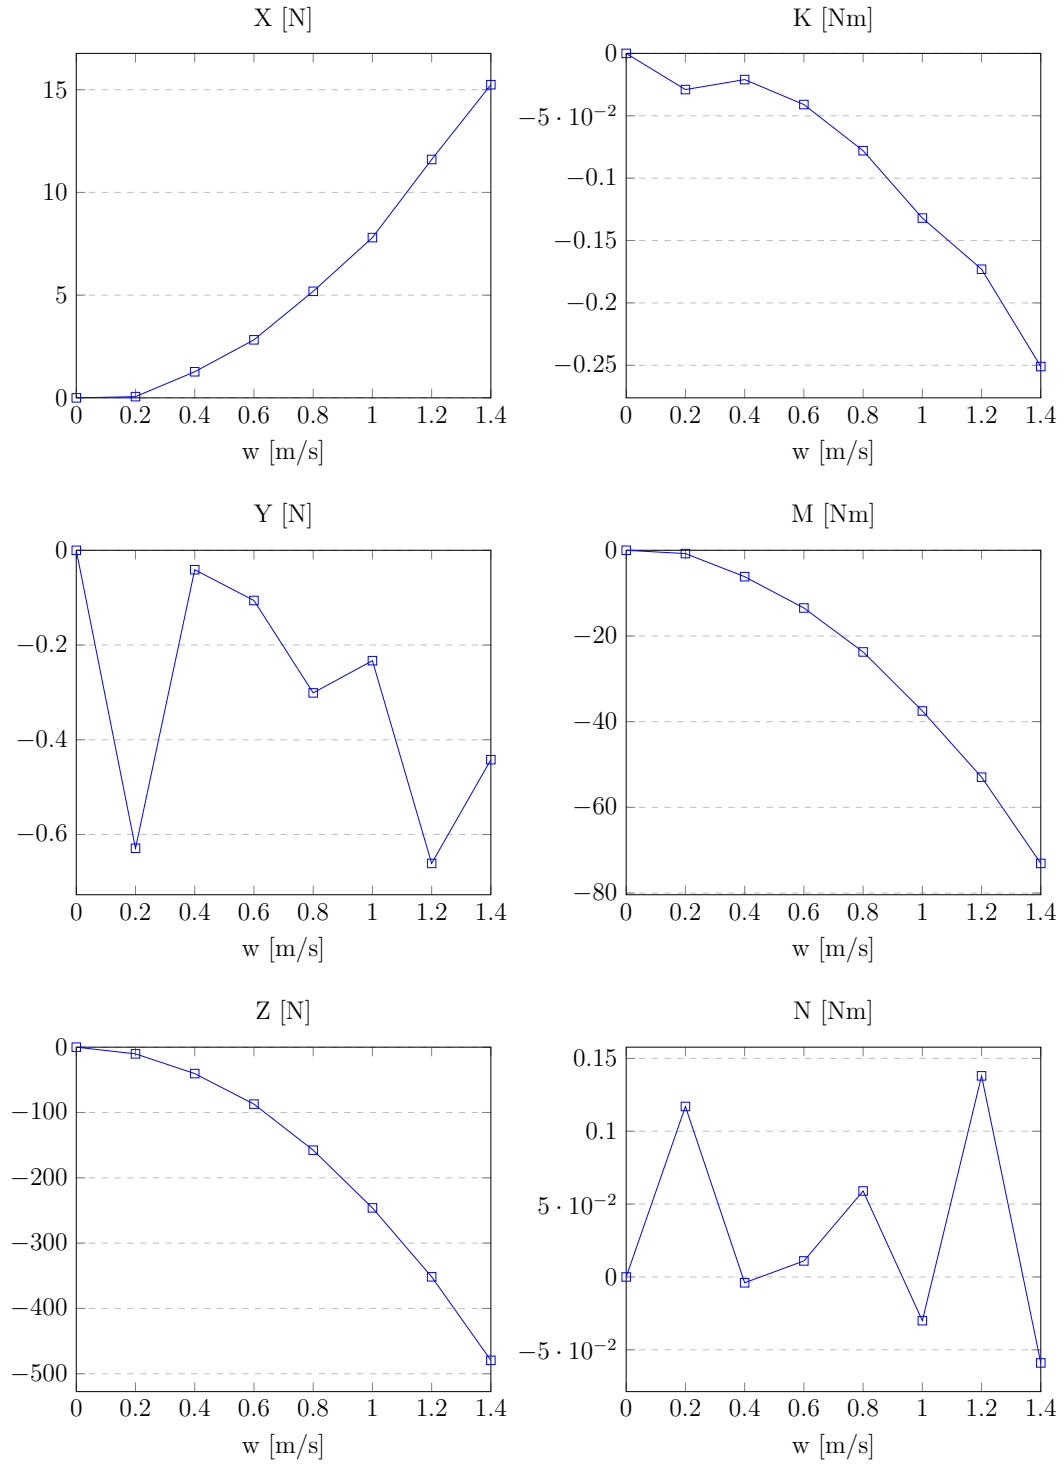 X [N]
15
10
5
0
0 0.2 0.4 0.6 0.8 1 1.2 1.4
w [m/s]
K [Nm]
0
−5 · 10⁻²
−0.1
−0.15
−0.2
−0.25
0 0.2 0.4 0.6 0.8 1 1.2 1.4
w [m/s]
Y [N]
0
−0.2
−0.4
−0.6
0 0.2 0.4 0.6 0.8 1 1.2 1.4
w [m/s]
M [Nm]
0
−20
−40
−60
−80
0 0.2 0.4 0.6 0.8 1 1.2 1.4
w [m/s]
Z [N]
0
−100
−200
−300
−400
−500
0 0.2 0.4 0.6 0.8 1 1.2 1.4
w [m/s]
N [Nm]
0.15
0.1
5 · 10⁻²
0
−5 · 10⁻²
0 0.2 0.4 0.6 0.8 1 1.2 1.4
w [m/s]